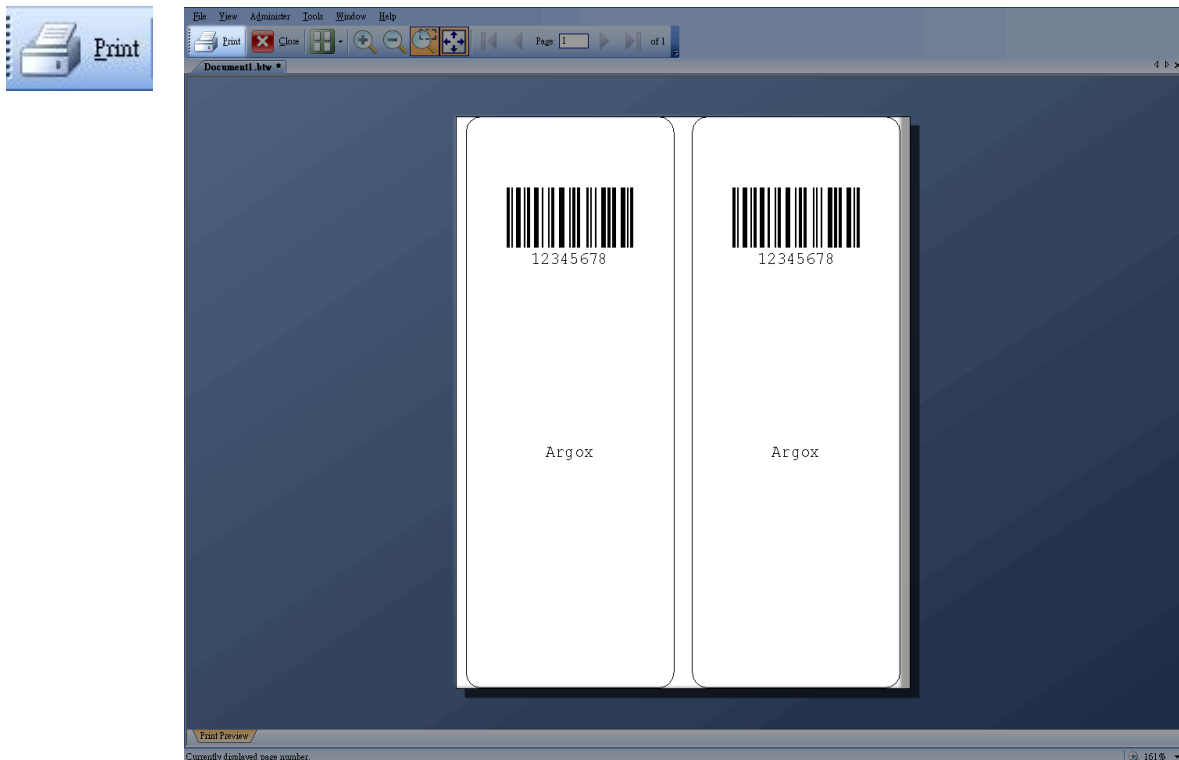 Print
File View Administer Tools Window Help
Print Close Page: 1 of 1
Document1.btw *
12345678 12345678
Argox Argox
Print Preview
Currently displayed page number. 161%